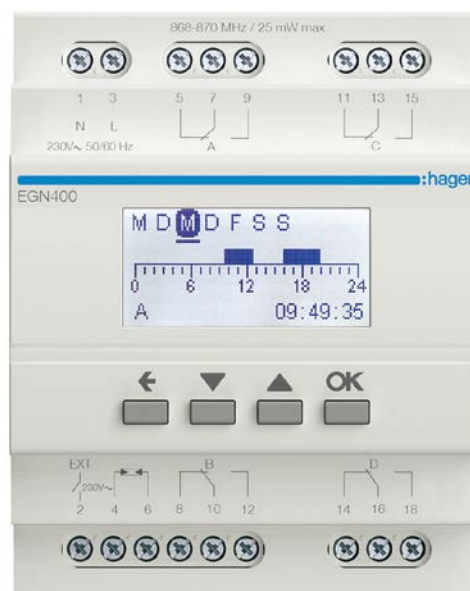 868-870 MHz / 25 mW max
1 3 5 7 9 11 13 15
N L A C
230V~ 50/60 Hz
:hager
EGN400
M D M D F S S
0 6 12 18 24
A 09:49:35
OK
EXT B D
230V~
2 4 6 8 10 12 14 16 18